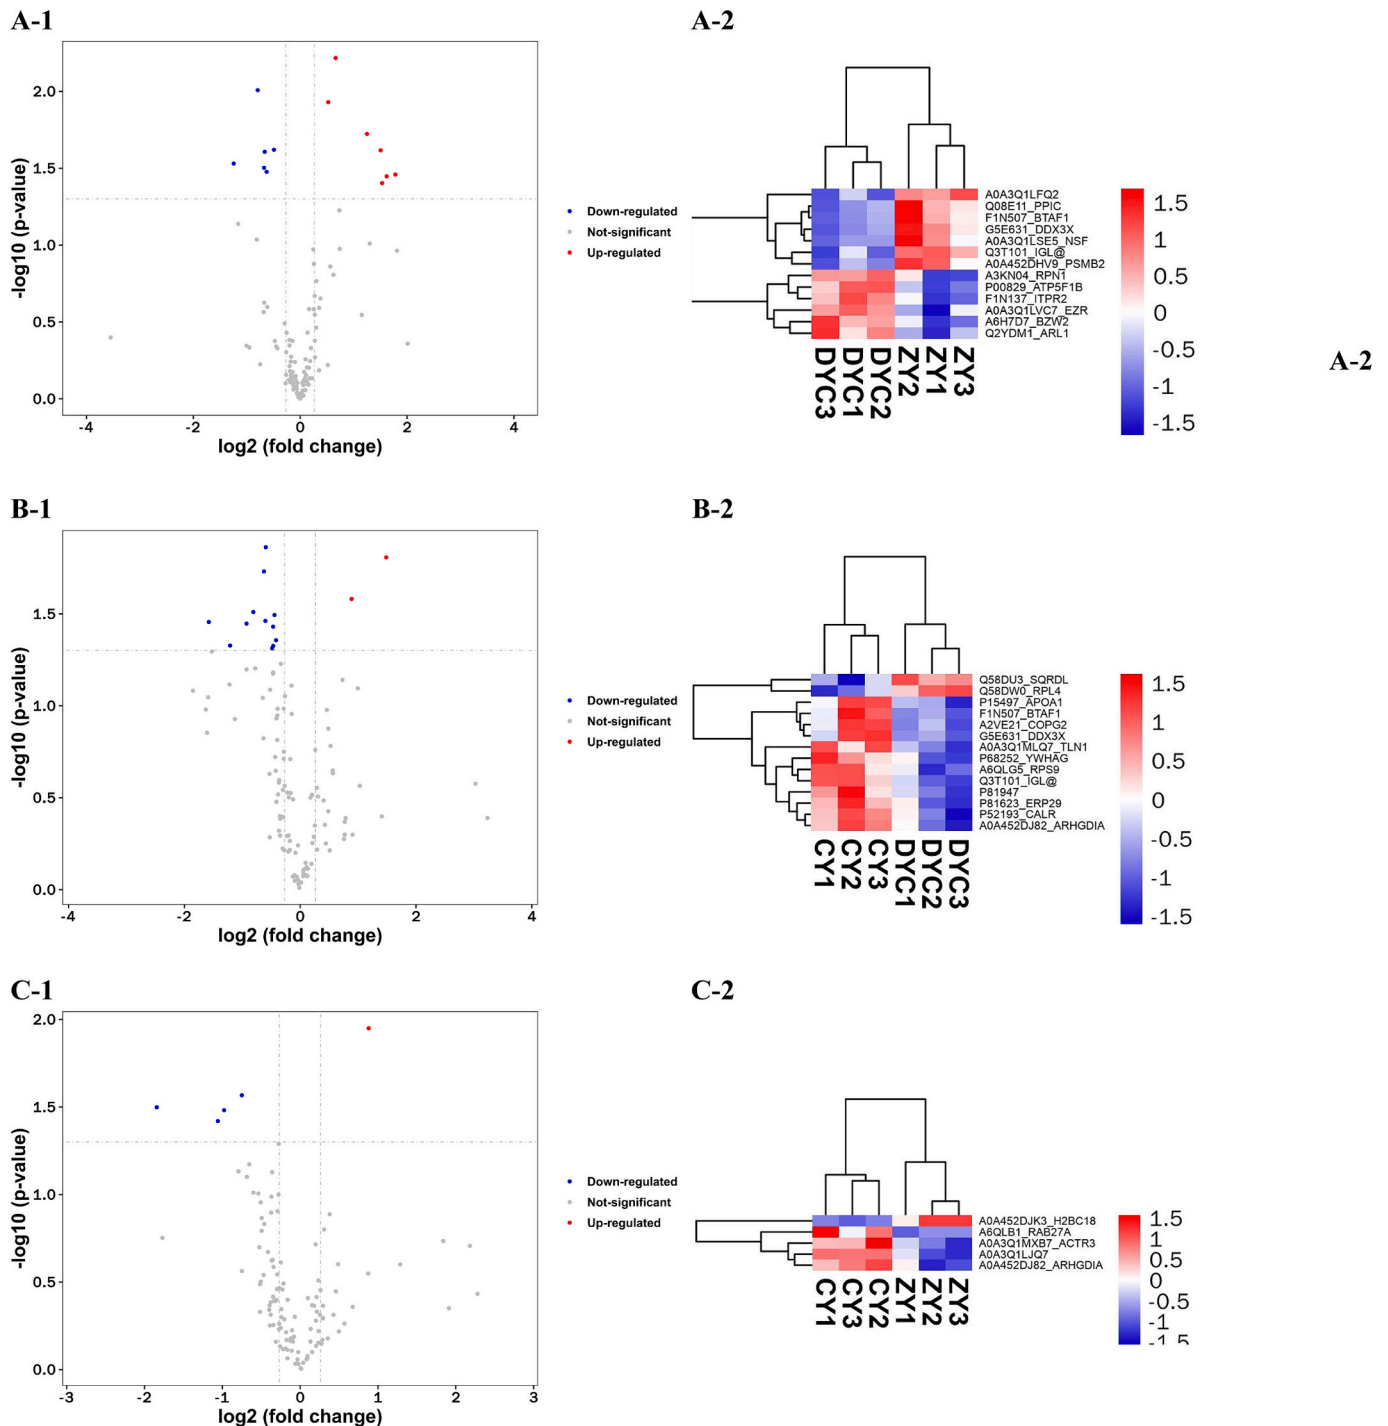 A-1
A-2
2.0
1.5
1.0
0.5
0.0
-log10 (p-value)
-4
-2
0
2
4
log2 (fold change)
Down-regulated
Not-significant
Up-regulated
A0A3Q1LFQ2
Q08E11_PPIC
F1N507_BTAF1
G5E631_DDX3X
A0A3Q1LSE5_NSF
Q3T101_IGL@
A0A452DHV9_PSMB2
A3KN04_RPN1
P00829_ATP5F1B
F1N137_ITPR2
A0A3Q1LVC7_EZR
A6H7D7_BZW2
Q2YDM1_ARL1
DYC3
DYC1
DYC2
ZY2
ZY1
ZY3
1.5
1
0.5
0
-0.5
-1
-1.5
A-2
B-1
B-2
1.5
1.0
0.5
0.0
-log10 (p-value)
-4
-2
0
2
4
log2 (fold change)
Down-regulated
Not-significant
Up-regulated
Q58DU3_SQRDL
Q58DW0_RPL4
P15497_APOA1
F1N507_BTAF1
A2VE21_COPG2
G5E631_DDX3X
A0A3Q1MLQ7_TLN1
P68252_YWHAG
A6QLG5_RPS9
Q3T101_IGL@
P81947
P81623_ERP29
P52193_CALR
A0A452DJ82_ARHGDIA
CY1
CY2
CY3
DYC1
DYC2
DYC3
1.5
1
0.5
0
-0.5
-1
-1.5
C-1
C-2
2.0
1.5
1.0
0.5
0.0
-log10 (p-value)
-3
-2
-1
0
1
2
3
log2 (fold change)
Down-regulated
Not-significant
Up-regulated
A0A452DJK3_H2BC18
A6QLB1_RAB27A
A0A3Q1MXB7_ACTR3
A0A3Q1LJQ7
A0A452DJ82_ARHGDIA
CY1
CY3
CY2
ZY1
ZY2
ZY3
1.5
1
0.5
0
-0.5
-1
-1.5